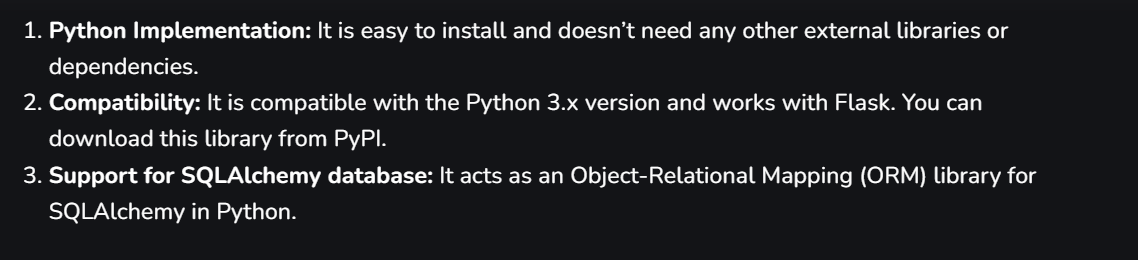 1. Python Implementation: It is easy to install and doesn’t need any other external libraries or
dependencies.
2. Compatibility: It is compatible with the Python 3.x version and works with Flask. You can
download this library from PyPI.
3. Support for SQLAlchemy database: It acts as an Object-Relational Mapping (ORM) library for
SQLAlchemy in Python.